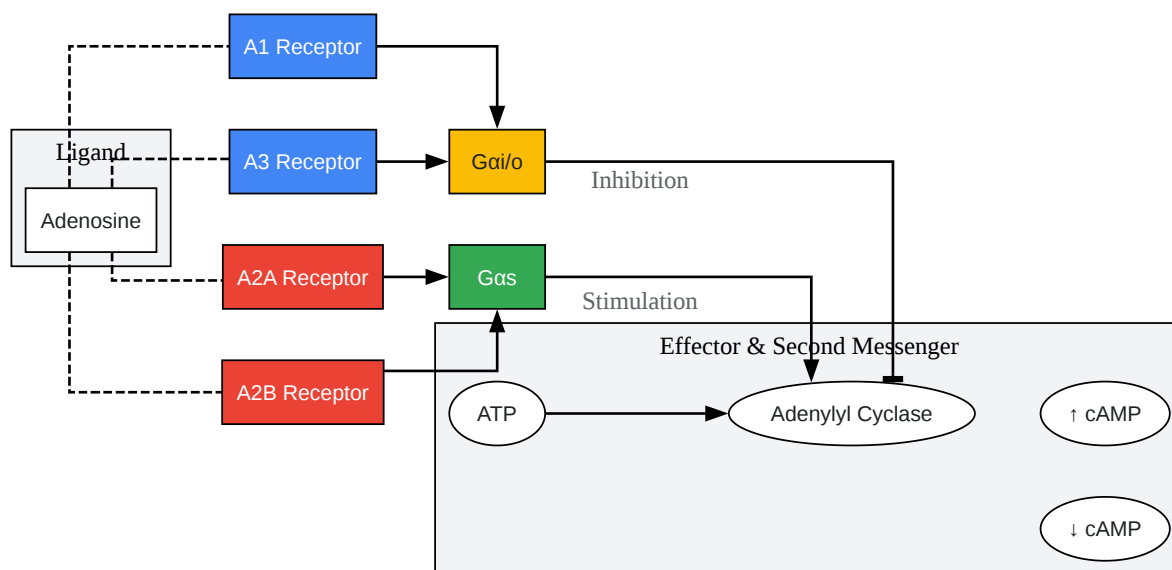 A1 Receptor
Ligand
A3 Receptor
Gαi/o
Inhibition
Adenosine
A2A Receptor
Gαs
Stimulation
Effector & Second Messenger
A2B Receptor
ATP
Adenylyl Cyclase
↑ cAMP
↓ cAMP